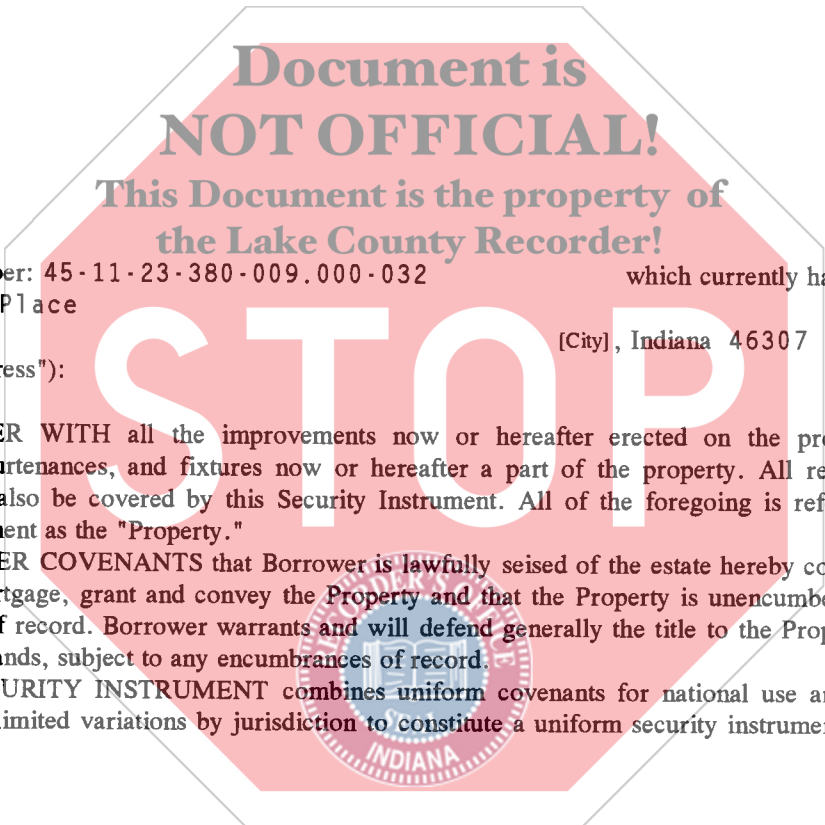 Document is
NOT OFFICIAL!
This Document is the property of
the Lake County Recorder!
er: 45-11-23-380-009.000-032 which currently ha
Place
[City], Indiana 46307
ess"):
STOP
ER WITH all the improvements now or hereafter erected on the pro
rtenances, and fixtures now or hereafter a part of the property. All re
also be covered by this Security Instrument. All of the foregoing is ref
ent as the "Property."
ER COVENANTS that Borrower is lawfully seised of the estate hereby co
rtgage, grant and convey the Property and that the Property is unencumbe
f record. Borrower warrants and will defend generally the title to the Prop
ands, subject to any encumbrances of record.
URITY INSTRUMENT combines uniform covenants for national use an
imited variations by jurisdiction to constitute a uniform security instrumen
INDIANA